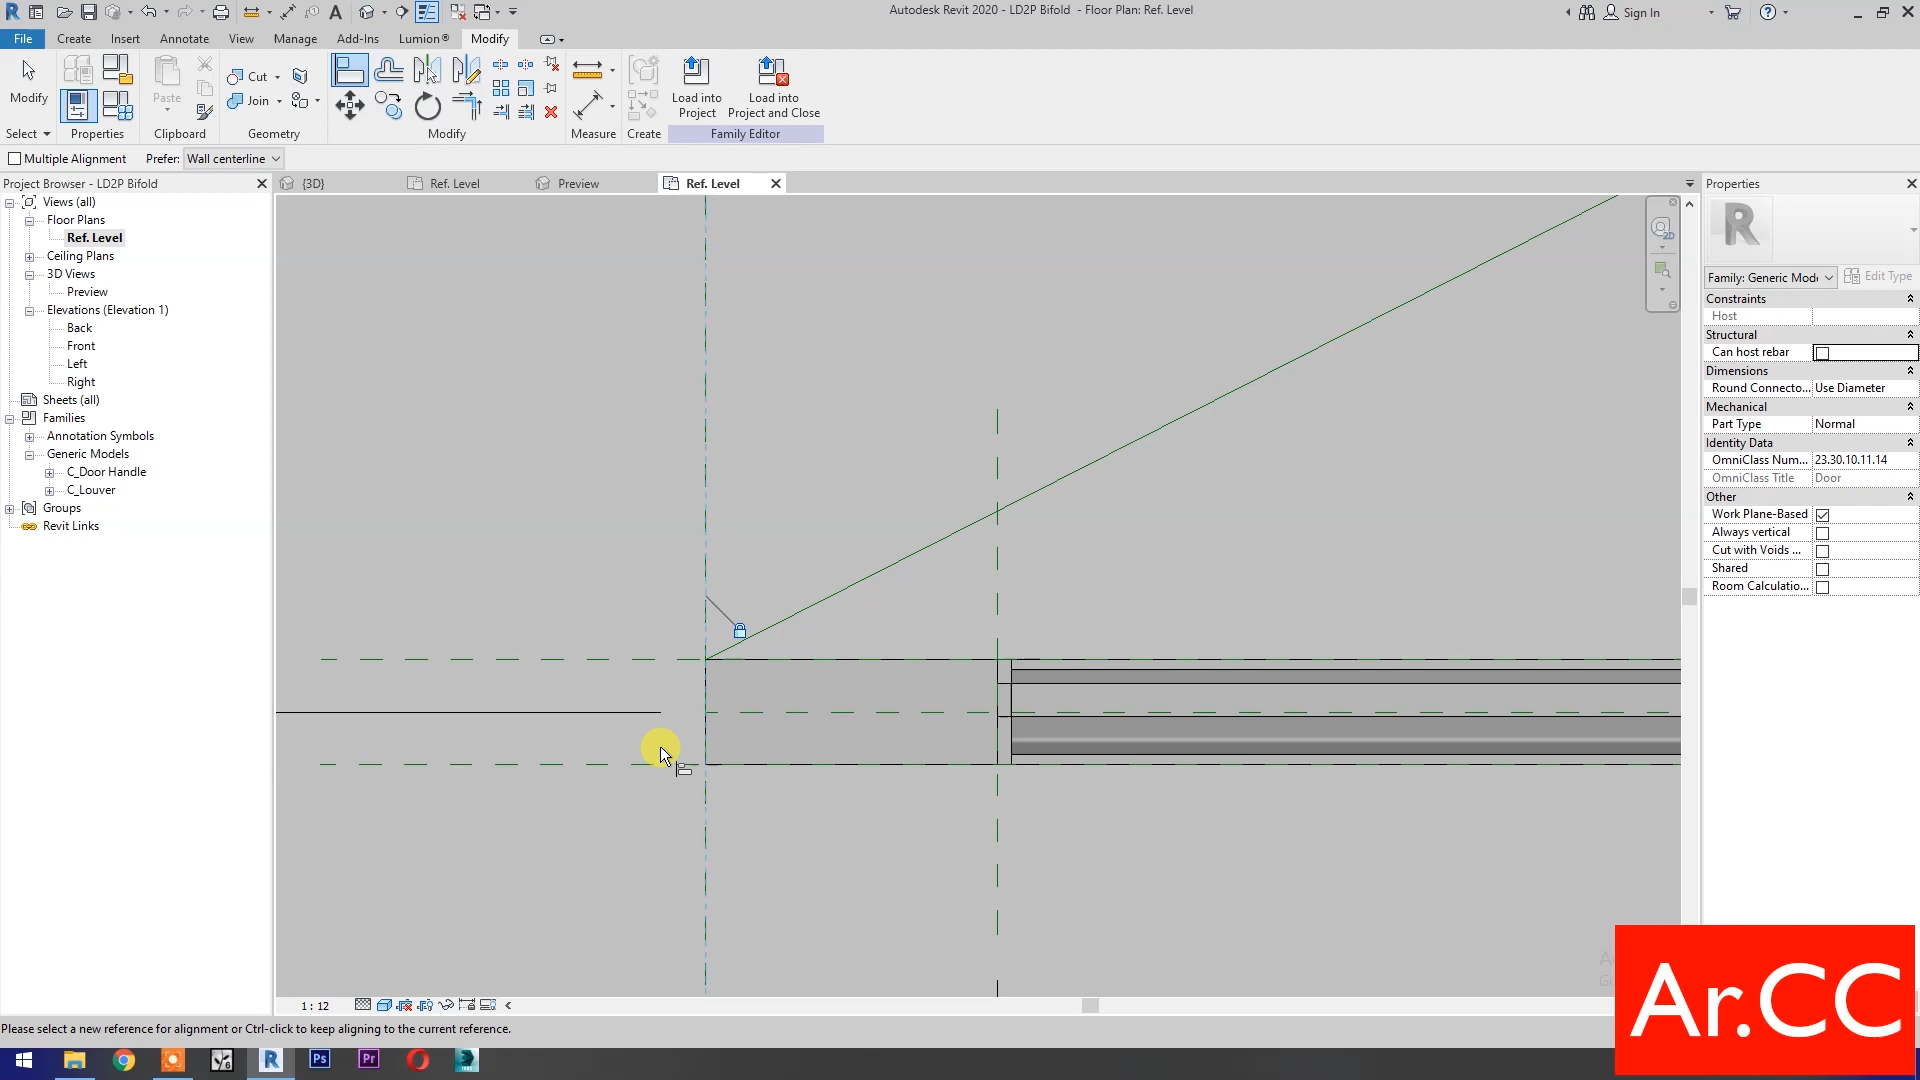 Autodesk Revit 2020 - LD2P Bifold - Floor Plan: Ref. Level
Sign In
File Create Insert Annotate View Manage Add-Ins Lumion® Modify
Modify
Paste
Cut
Join
Load into Project
Load into Project and Close
Select Properties Clipboard Geometry Modify Measure Create Family Editor
Multiple Alignment Prefer: Wall centerline
Project Browser - LD2P Bifold
{3D}
Ref. Level
Preview
Ref. Level
Properties
Views (all)
Floor Plans
Ref. Level
Ceiling Plans
3D Views
Preview
Elevations (Elevation 1)
Back
Front
Left
Right
Sheets (all)
Families
Annotation Symbols
Generic Models
C_Door Handle
C_Louver
Groups
Revit Links
2D
R
Family: Generic Mode
Edit Type
Constraints
Host
Structural
Can host rebar
Dimensions
Round Connecto... Use Diameter
Mechanical
Part Type Normal
Identity Data
OmniClass Num... 23.30.10.11.14
OmniClass Title Door
Other
Work Plane-Based
Always vertical
Cut with Voids ...
Shared
Room Calculatio...
1 : 12
Please select a new reference for alignment or Ctrl-click to keep aligning to the current reference.
Ar.CC
R
Ps
Pr